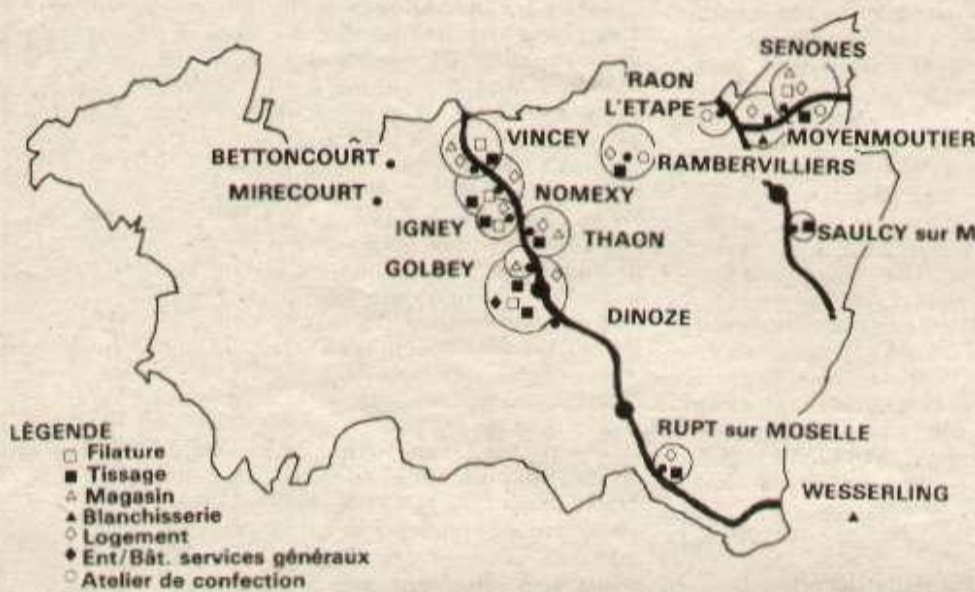 SENONES
RAON
L'ETAPE
MOYENMOUTIER
VINCEY
BETTONCOURT
RAMBERVILLIERS
MIRECOURT
NOMEXY
IGNEY
THAON
SAULCY sur M
GOLBEY
DINOZE
RUPT sur MOSELLE
WESSERLING
LÈGENDE
□ Filature
■ Tissage
△ Magasin
▲ Blanchisserie
◇ Logement
◆ Ent/Bât. services généraux
○ Atelier de confection